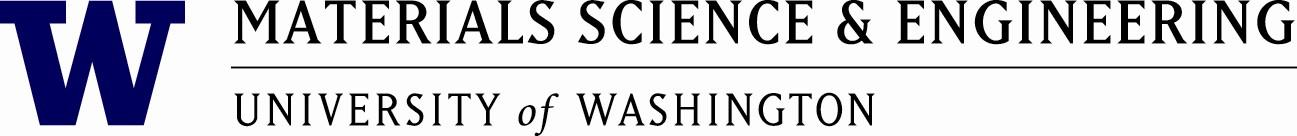 W
MATERIALS SCIENCE & ENGINEERING
UNIVERSITY of WASHINGTON